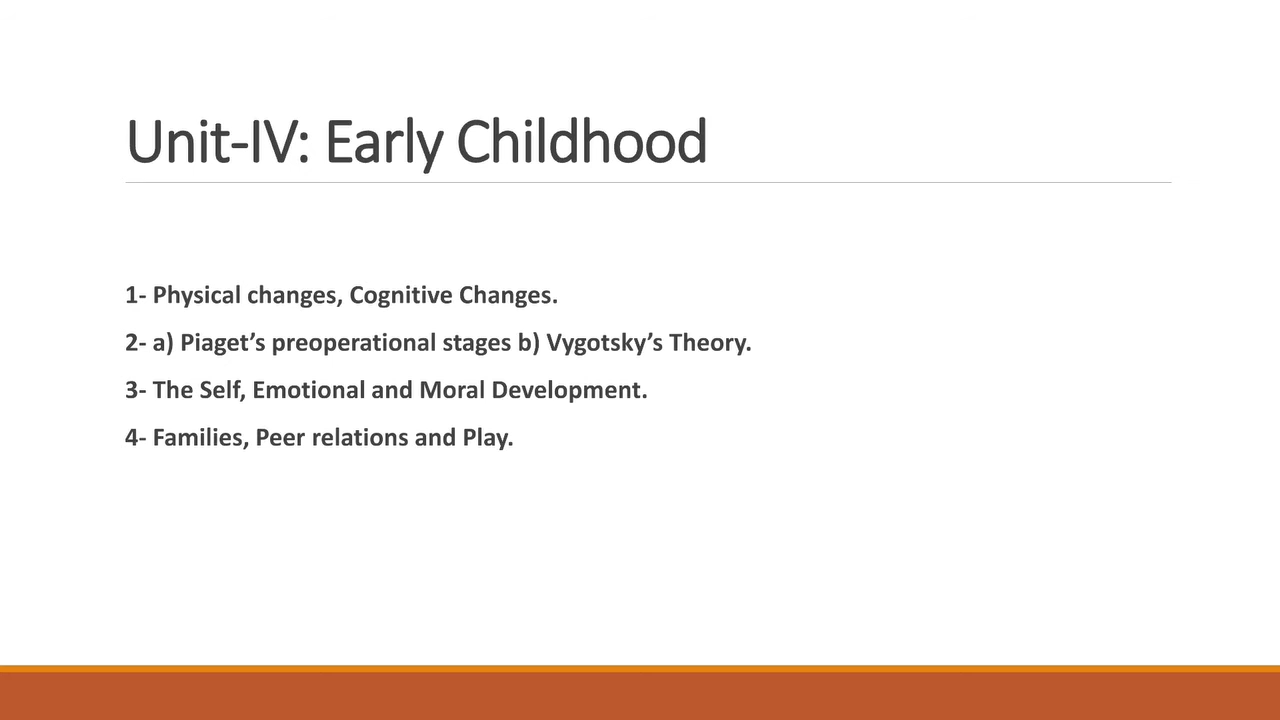 Unit-IV: Early Childhood
1- Physical changes, Cognitive Changes.
2- a) Piaget’s preoperational stages b) Vygotsky’s Theory.
3- The Self, Emotional and Moral Development.
4- Families, Peer relations and Play.